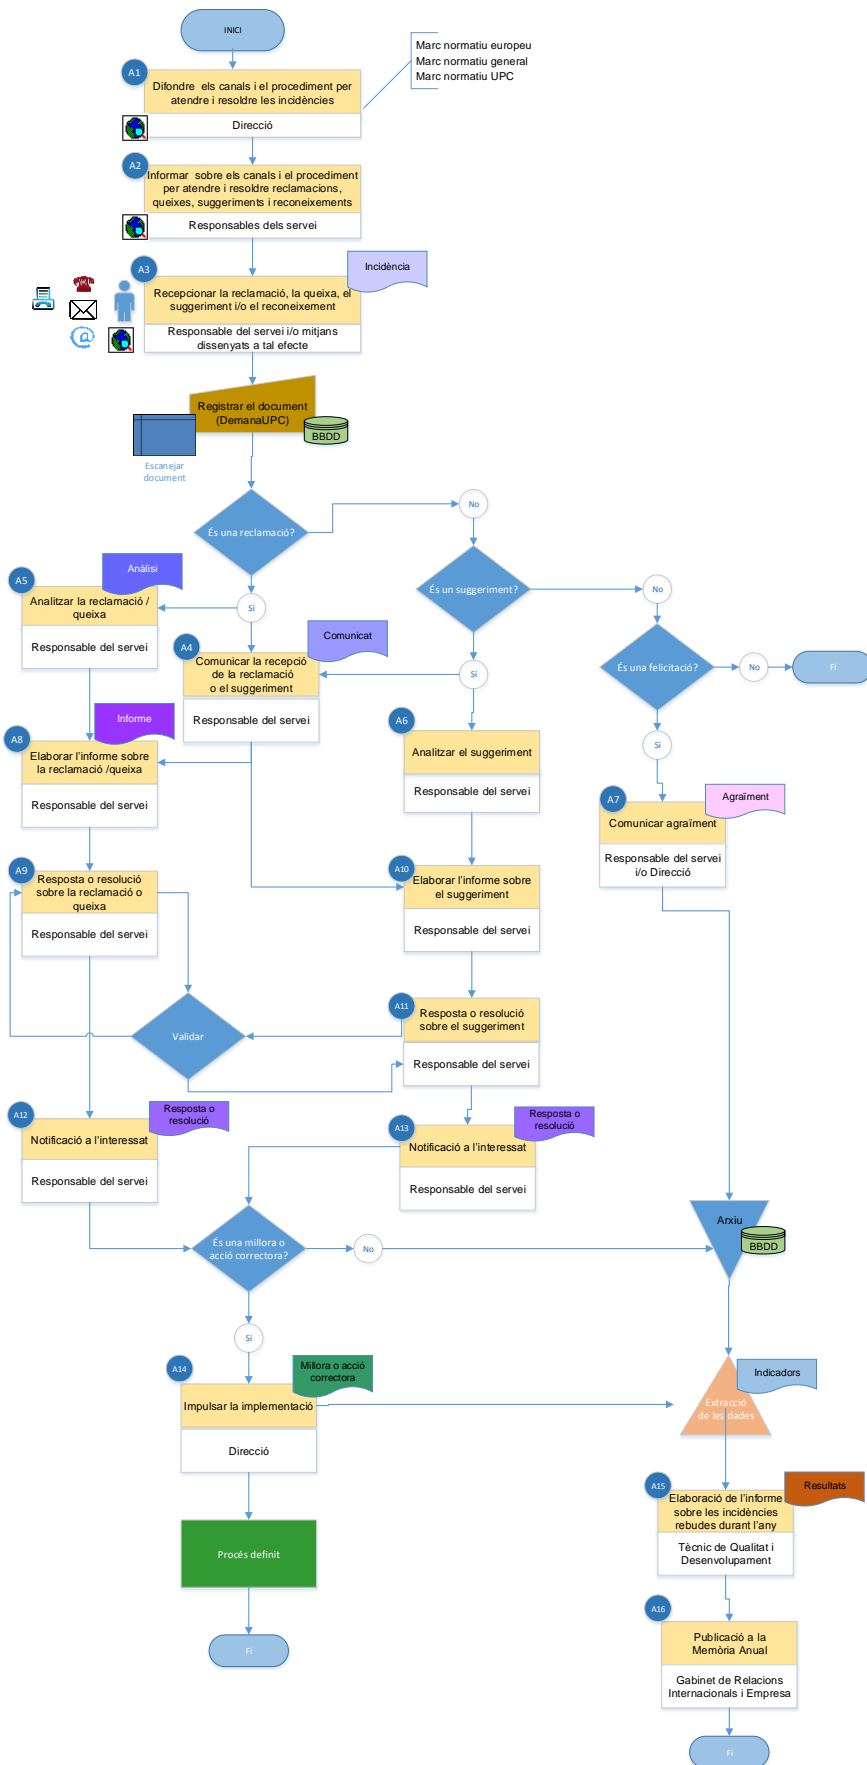 INICI
Marc normatiu europeu
Marc normatiu general
Marc normatiu UPC
A1
Difondre els canals i el procediment per
atendre i resoldre les incidències
Direcció
A2
Informar sobre els canals i el procediment
per atendre i resoldre reclamacions,
queixes, suggeriments i reconeixements
Responsables dels servei
A3
Incidència
Recepcionar la reclamació, la queixa, el
suggeriment i/o el reconeixement
Responsable del servei i/o mitjans
dissenyats a tal efecte
Registrar el document
(DemanaUPC)
BBDD
Escanejar
document
És una reclamació?
No
Sí
És un suggeriment?
No
Sí
És una felicitació?
No
Fí
Sí
A5
Anàlisi
Analitzar la reclamació /
queixa
Responsable del servei
A4
Comunicat
Comunicar la recepció
de la reclamació
o el suggeriment
Responsable del servei
A6
Analitzar el suggeriment
Responsable del servei
A8
Informe
Elaborar l'informe sobre
la reclamació /queixa
Responsable del servei
A7
Agraïment
Comunicar agraïment
Responsable del servei
i/o Direcció
A9
Resposta o resolució
sobre la reclamació o
queixa
Responsable del servei
A10
Elaborar l'informe sobre
el suggeriment
Responsable del servei
A11
Resposta o resolució
sobre el suggeriment
Responsable del servei
Validar
A12
Resposta o
resolució
Notificació a l'interessat
Responsable del servei
A13
Resposta o
resolució
Notificació a l'interessat
Responsable del servei
És una millora o
acció correctora?
No
Sí
Arxiu
BBDD
A14
Millora o acció
correctora
Impulsar la implementació
Direcció
Indicadors
Extracció
de les dades
Procés definit
Fí
A15
Resultats
Elaboració de l'informe
sobre les incidències
rebudes durant l'any
Tècnic de Qualitat i
Desenvolupament
A16
Publicació a la
Memòria Anual
Gabinet de Relacions
Internacionals i Empresa
Fí